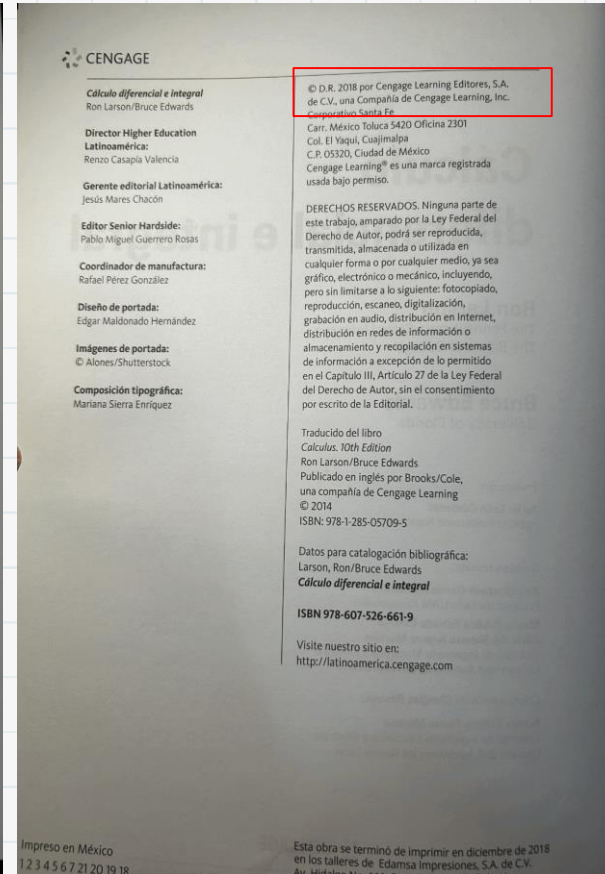 CENGAGE
Cálculo diferencial e integral
Ron Larson/Bruce Edwards
Director Higher Education
Latinoamérica:
Renzo Casapía Valencia
Gerente editorial Latinoamérica:
Jesús Mares Chacón
Editor Senior Hardside:
Pablo Miguel Guerrero Rosas
Coordinador de manufactura:
Rafael Pérez González
Diseño de portada:
Edgar Maldonado Hernández
Imágenes de portada:
© Alones/Shutterstock
Composición tipográfica:
Mariana Sierra Enríquez
© D.R. 2018 por Cengage Learning Editores, S.A.
de C.V., una Compañía de Cengage Learning, Inc.
Corporativo Santa Fe
Carr. México Toluca 5420 Oficina 2301
Col. El Yaqui, Cuajimalpa
C.P. 05320, Ciudad de México
Cengage Learning® es una marca registrada
usada bajo permiso.
DERECHOS RESERVADOS. Ninguna parte de
este trabajo, amparado por la Ley Federal del
Derecho de Autor, podrá ser reproducida,
transmitida, almacenada o utilizada en
cualquier forma o por cualquier medio, ya sea
gráfico, electrónico o mecánico, incluyendo,
pero sin limitarse a lo siguiente: fotocopiado,
reproducción, escaneo, digitalización,
grabación en audio, distribución en Internet,
distribución en redes de información o
almacenamiento y recopilación en sistemas
de información a excepción de lo permitido
en el Capítulo III, Artículo 27 de la Ley Federal
del Derecho de Autor, sin el consentimiento
por escrito de la Editorial.
Traducido del libro
Calculus. 10th Edition
Ron Larson/Bruce Edwards
Publicado en inglés por Brooks/Cole,
una compañía de Cengage Learning
© 2014
ISBN: 978-1-285-05709-5
Datos para catalogación bibliográfica:
Larson, Ron/Bruce Edwards
Cálculo diferencial e integral
ISBN 978-607-526-661-9
Visite nuestro sitio en:
http://latinoamerica.cengage.com
Impreso en México
1 2 3 4 5 6 7 21 20 19 18
Esta obra se terminó de imprimir en diciembre de 2018
en los talleres de Edamsa Impresiones, S.A. de C.V.